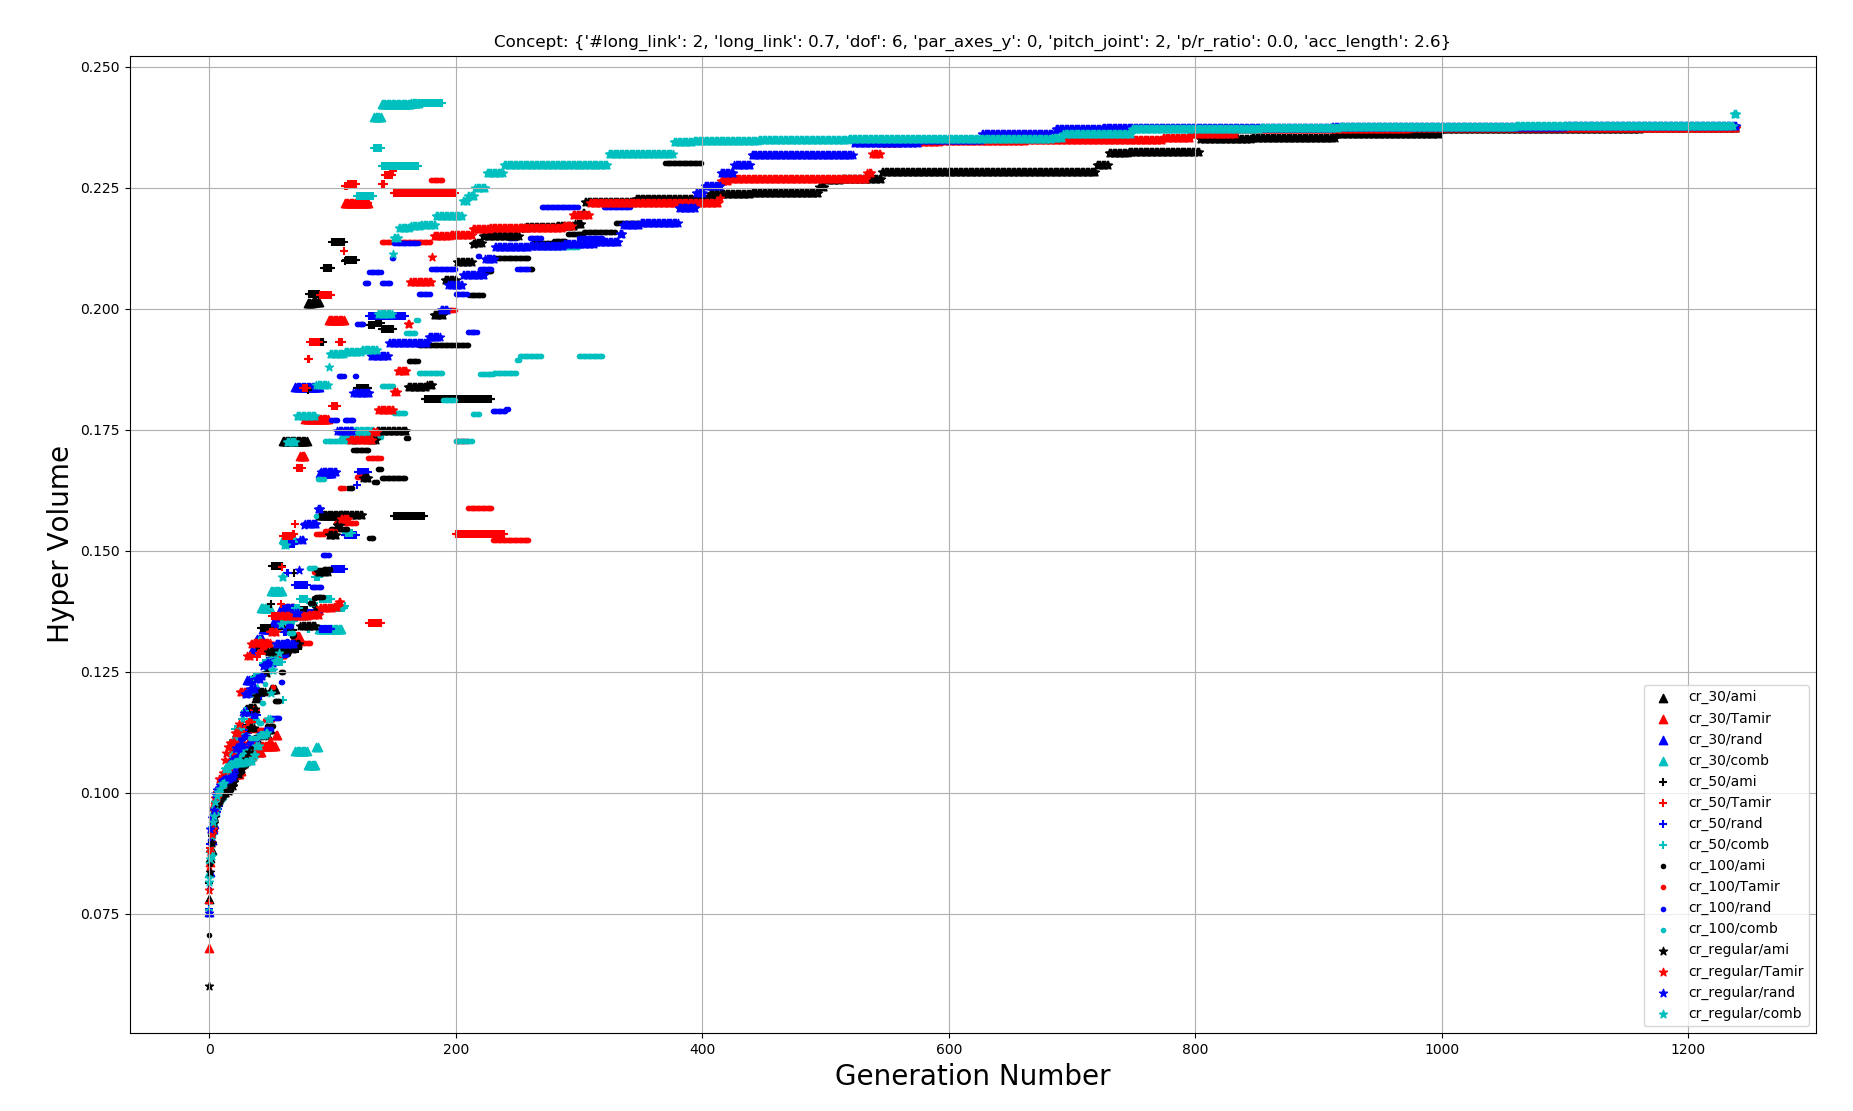 Concept: {'#long_link': 2, 'long_link': 0.7, 'dof': 6, 'par_axes_y': 0, 'pitch_joint': 2, 'p/r_ratio': 0.0, 'acc_length': 2.6}
Hyper Volume
0.250
0.225
0.200
0.175
0.150
0.125
0.100
0.075
cr_30/ami
cr_30/Tamir
cr_30/rand
cr_30/comb
cr_50/ami
cr_50/Tamir
cr_50/rand
cr_50/comb
cr_100/ami
cr_100/Tamir
cr_100/rand
cr_100/comb
cr_regular/ami
cr_regular/Tamir
cr_regular/rand
cr_regular/comb
0 200 400 600 800 1000 1200
Generation Number